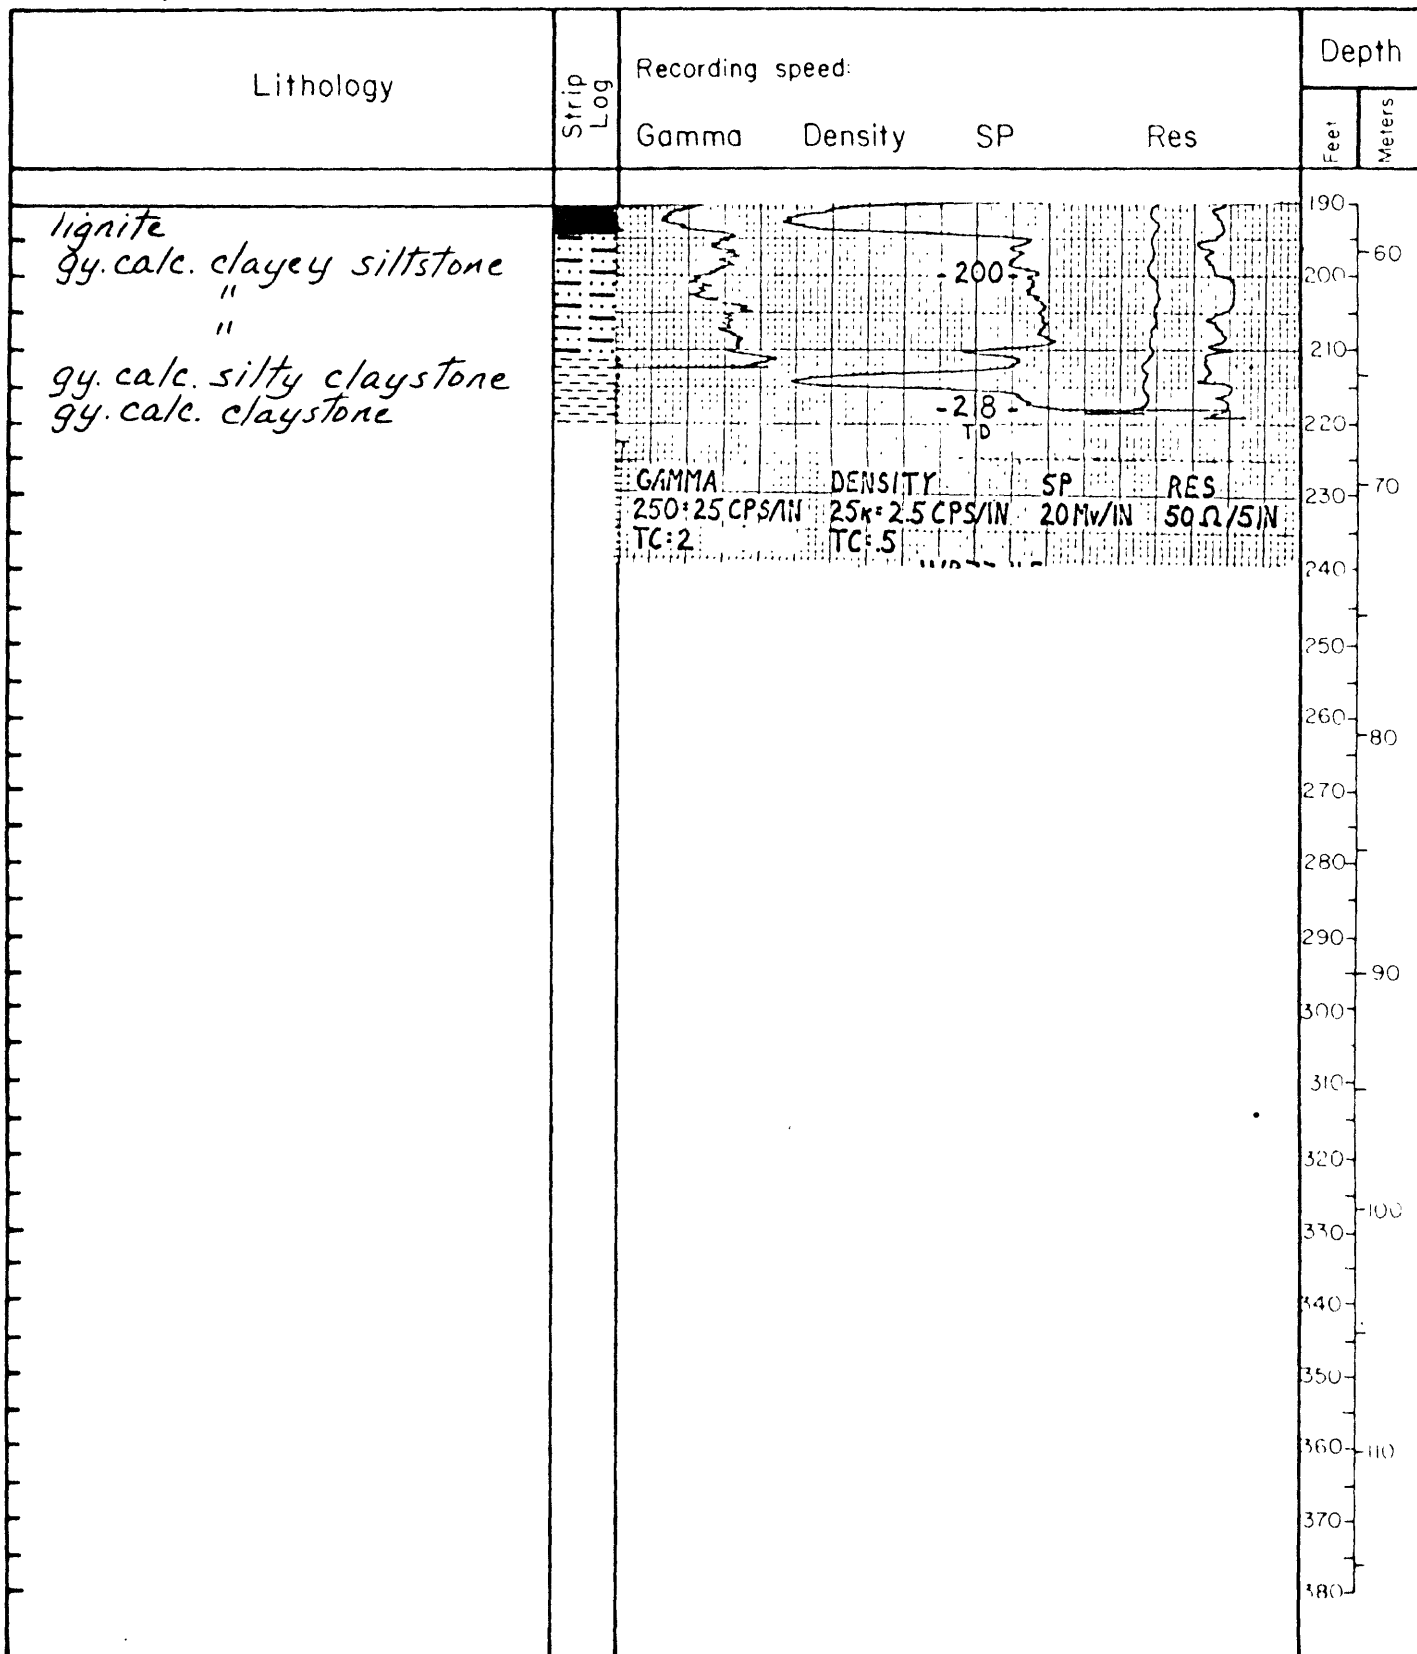 Lithology
Strip Log
Recording speed:
Gamma Density SP Res
Depth
Feet
Meters
lignite
gy. calc. clayey siltstone
"
"
gy. calc. silty claystone
gy. calc. claystone
-200-
-218-
TD
GAMMA DENSITY SP RES
250:25 CPS/IN 25K:2.5 CPS/IN 20 Mv/IN 50 Ω/5 IN
TC:2 TC:.5
190
200
210
220
230
240
250
260
270
280
290
300
310
320
330
340
350
360
370
380
60
70
80
90
100
110